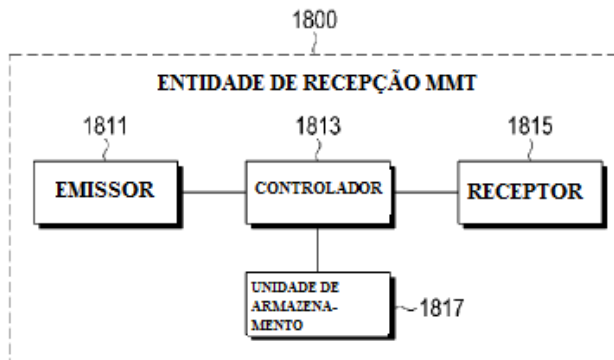 1800
ENTIDADE DE RECEPÇÃO MMT
1811
1813
1815
EMISSOR
CONTROLADOR
RECEPTOR
UNIDADE DE
ARMAZENA-
MENTO
1817